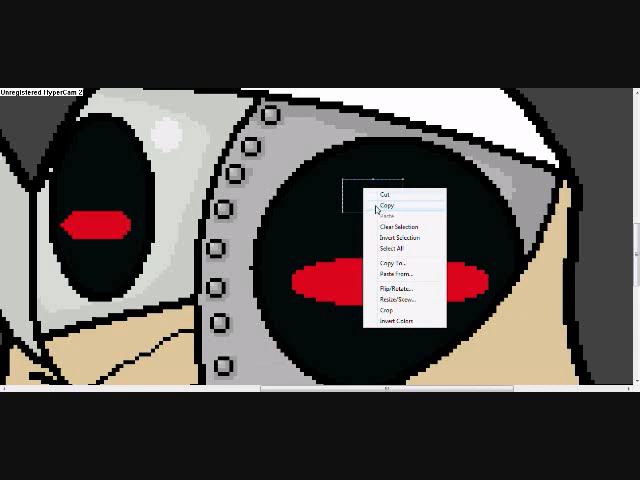 Unregistered HyperCam 2
Cut
Copy
Paste
Clear Selection
Invert Selection
Select All
Copy To...
Paste From...
Flip/Rotate...
Resize/Skew...
Crop
Invert Colors